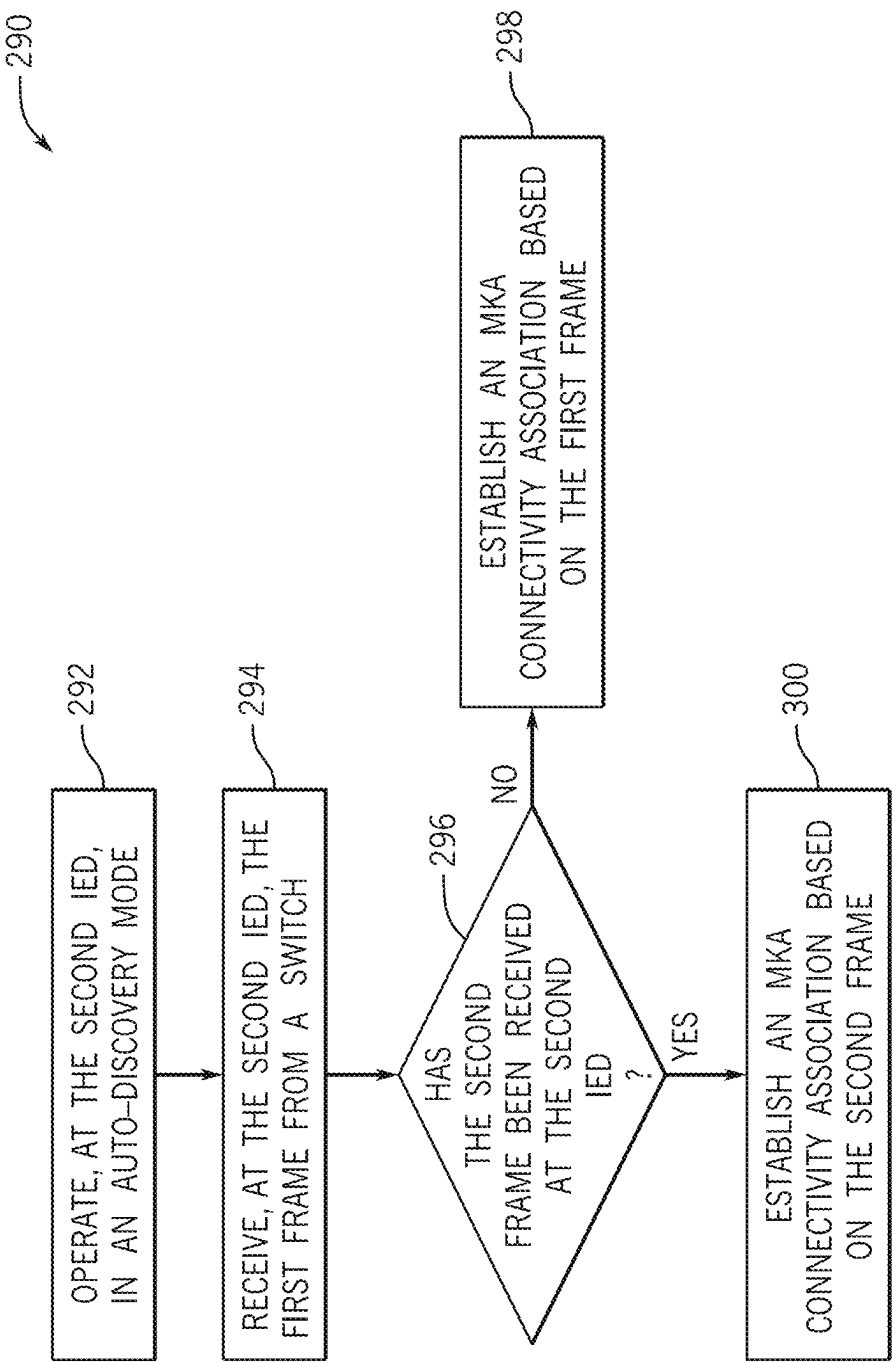 290
292
OPERATE, AT THE SECOND IED,
IN AN AUTO-DISCOVERY MODE
294
RECEIVE, AT THE SECOND IED, THE
FIRST FRAME FROM A SWITCH
296
HAS
THE SECOND
FRAME BEEN RECEIVED
AT THE SECOND
IED
?
NO
298
ESTABLISH AN MKA
CONNECTIVITY ASSOCIATION BASED
ON THE FIRST FRAME
YES
300
ESTABLISH AN MKA
CONNECTIVITY ASSOCIATION BASED
ON THE SECOND FRAME